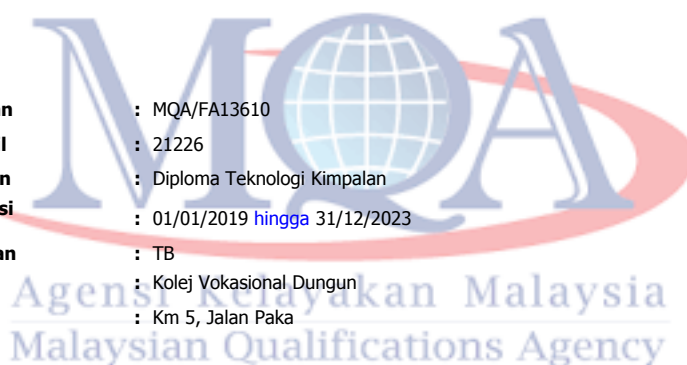 MQA
an : MQA/FA13610
l : 21226
n : Diploma Teknologi Kimpalan
si : 01/01/2019 hingga 31/12/2023
an : TB
: Kolej Vokasional Dungun
: Km 5, Jalan Paka
Agensi Kelayakan Malaysia
Malaysian Qualifications Agency